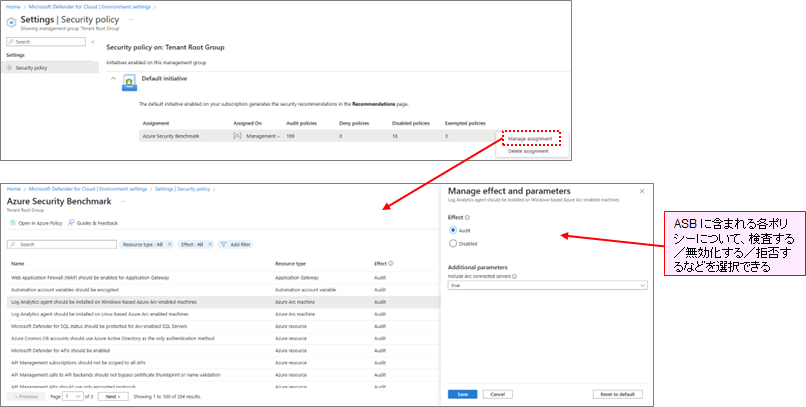 Home > Microsoft Defender for Cloud | Environment settings >
Settings | Security policy ...
Showing management group 'Tenant Root Group'
Search
Settings
Security policy
Security policy on: Tenant Root Group
Initiatives enabled on this management group
Default initiative
The default initiative enabled on your subscription generates the security recommendations in the Recommendations page.
Assignment Assigned On Audit policies Deny policies Disabled policies Exempted policies
Azure Security Benchmark Management 189 0 18 3
Manage assignment
Delete assignment
Home > Microsoft Defender for Cloud | Environment settings > Settings | Security policy >
Azure Security Benchmark ...
Tenant Root Group
Open in Azure Policy Guides & Feedback
Search Resource type : All Effect : All Add filter
Name Resource type Effect
Web Application Firewall (WAF) should be enabled for Application Gateway Application Gateway Audit
Automation account variables should be encrypted Automation account variable Audit
Log Analytics agent should be installed on Windows-based Azure Arc-enabled machines Azure Arc machine Audit
Log Analytics agent should be installed on Linux-based Azure Arc-enabled machines Azure Arc machine Audit
Microsoft Defender for SQL status should be protected for Arc-enabled SQL Servers Azure resource Audit
Azure Cosmos DB accounts should use Azure Active Directory as the only authentication method Azure resource Audit
Microsoft Defender for APIs should be enabled Azure resource Audit
API Management subscriptions should not be scoped to all APIs Azure resource Audit
API Management calls to API backends should not bypass certificate thumbprint or name validation Azure resource Audit
API Management APIs should use only encrypted protocols Azure resource Audit
< Previous Page 1 of 3 Next > Showing 1 to 100 of 234 results.
Manage effect and parameters
Log Analytics agent should be installed on Windows-based Azure Arc-enabled machines
Effect
Audit
Disabled
Additional parameters
Include Arc connected servers
true
Save Cancel Reset to default
ASB に含まれる各ポリ
シーについて、検査する
／無効化する／拒否す
るなどを選択できる